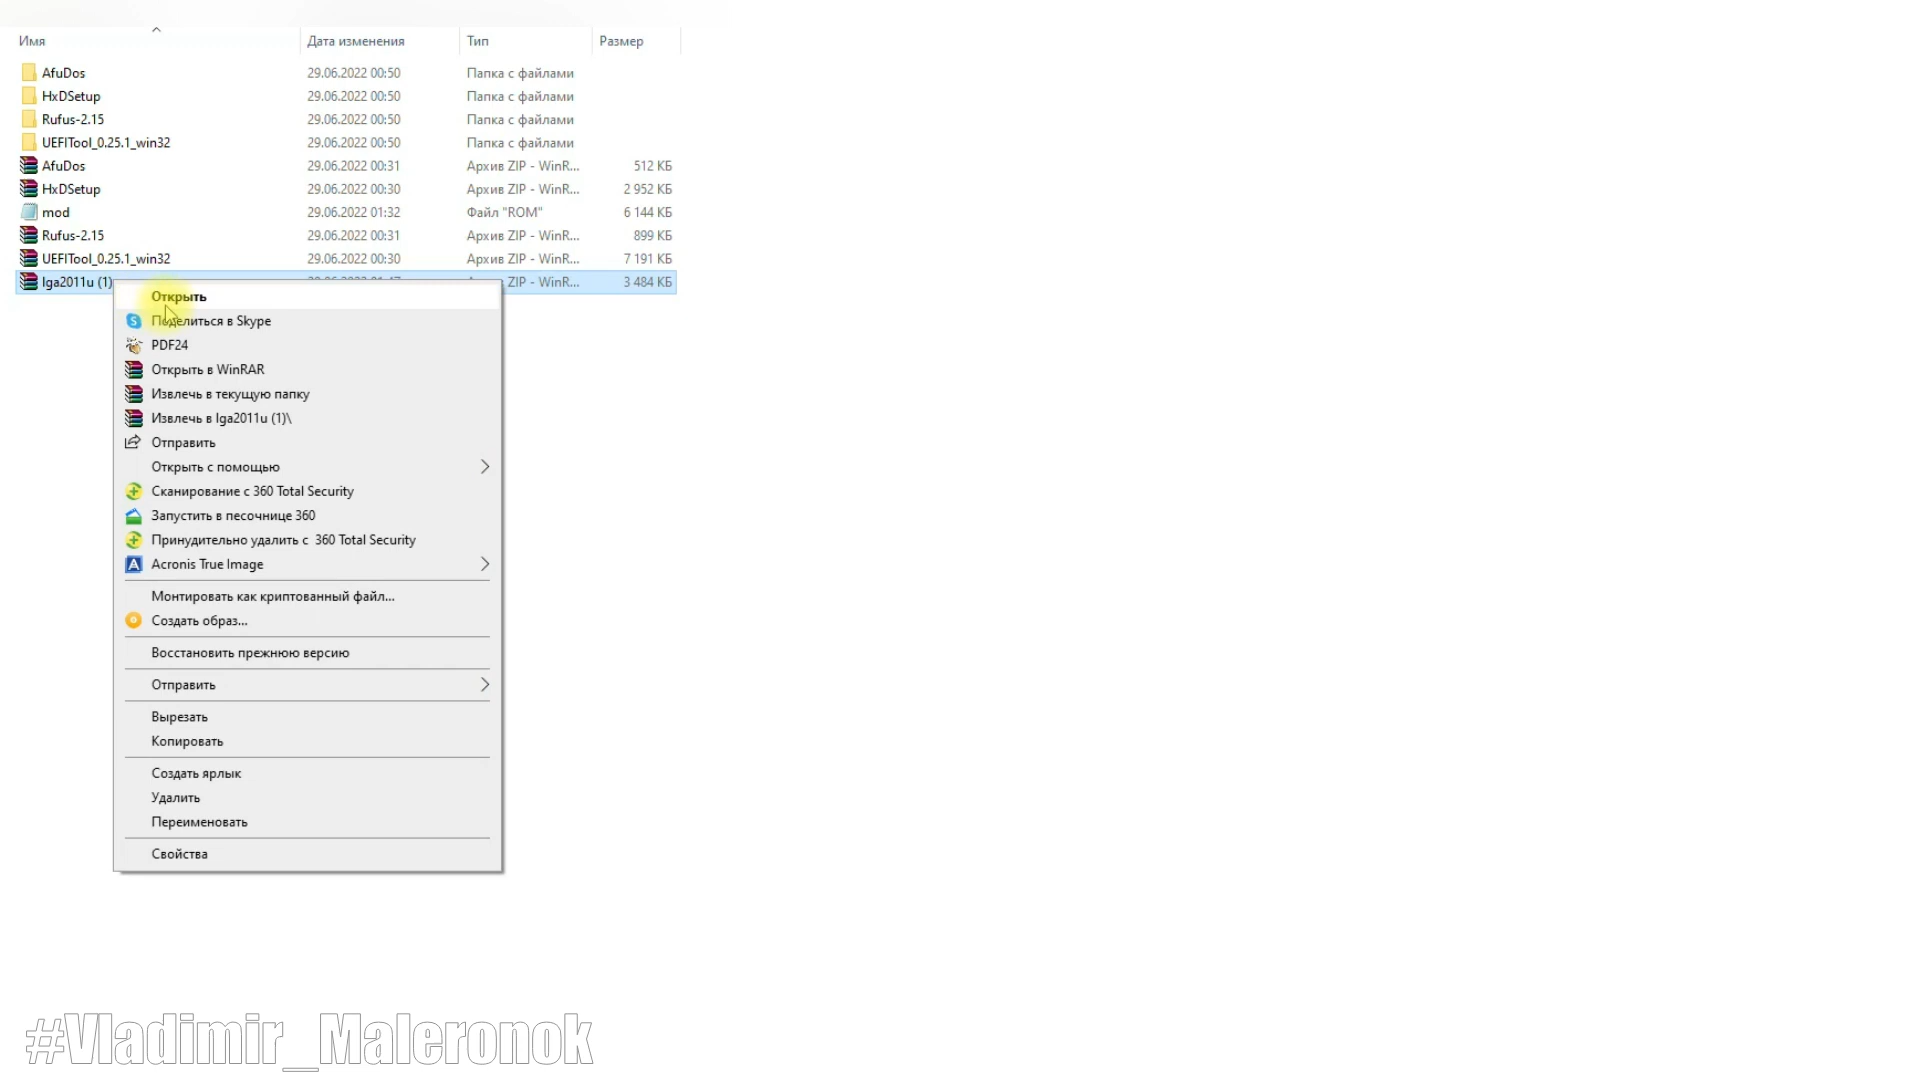 Имя Дата изменения Тип Размер
AfuDos 29.06.2022 00:50 Папка с файлами
HxDSetup 29.06.2022 00:50 Папка с файлами
Rufus-2.15 29.06.2022 00:50 Папка с файлами
UEFITool_0.25.1_win32 29.06.2022 00:50 Папка с файлами
AfuDos 29.06.2022 00:31 Архив ZIP - WinR... 512 КБ
HxDSetup 29.06.2022 00:30 Архив ZIP - WinR... 2 952 КБ
mod 29.06.2022 01:32 Файл "ROM" 6 144 КБ
Rufus-2.15 29.06.2022 00:31 Архив ZIP - WinR... 899 КБ
UEFITool_0.25.1_win32 29.06.2022 00:30 Архив ZIP - WinR... 7 191 КБ
lga2011u (1) ZIP - WinR... 3 484 КБ
Открыть
Поделиться в Skype
PDF24
Открыть в WinRAR
Извлечь в текущую папку
Извлечь в lga2011u (1)\
Отправить
Открыть с помощью
Сканирование с 360 Total Security
Запустить в песочнице 360
Принудительно удалить с 360 Total Security
Acronis True Image
Монтировать как криптованный файл...
Создать образ...
Восстановить прежнюю версию
Отправить
Вырезать
Копировать
Создать ярлык
Удалить
Переименовать
Свойства
#Vladimir_Maleronok